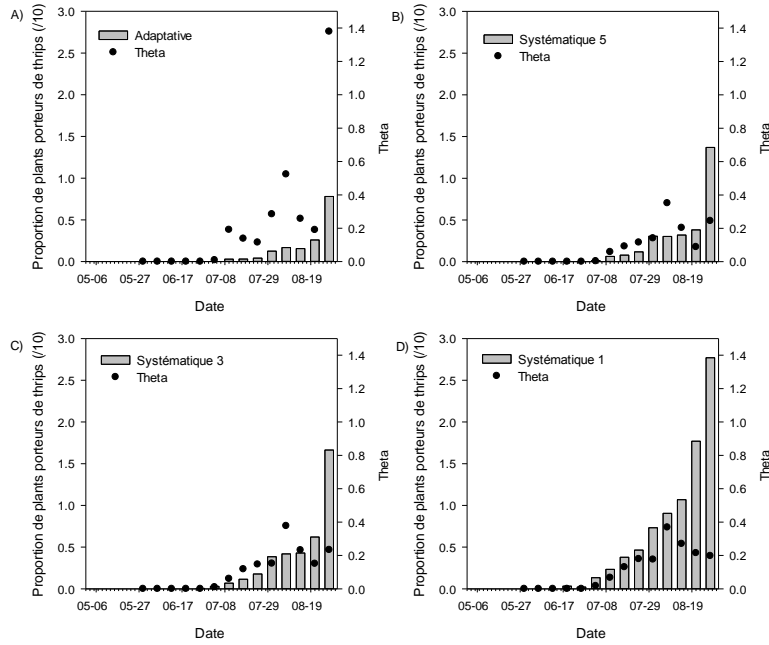 A)
Adaptative
Theta
Proportion de plants porteurs de thrips (/10)
3.0
2.5
2.0
1.5
1.0
0.5
0.0
Theta
1.4
1.2
1.0
0.8
0.6
0.4
0.2
0.0
05-06 05-27 06-17 07-08 07-29 08-19
Date
B)
Systématique 5
Theta
Proportion de plants porteurs de thrips (/10)
3.0
2.5
2.0
1.5
1.0
0.5
0.0
Theta
1.4
1.2
1.0
0.8
0.6
0.4
0.2
0.0
05-06 05-27 06-17 07-08 07-29 08-19
Date
C)
Systématique 3
Theta
Proportion de plants porteurs de thrips (/10)
3.0
2.5
2.0
1.5
1.0
0.5
0.0
Theta
1.4
1.2
1.0
0.8
0.6
0.4
0.2
0.0
05-06 05-27 06-17 07-08 07-29 08-19
Date
D)
Systématique 1
Theta
Proportion de plants porteurs de thrips (/10)
3.0
2.5
2.0
1.5
1.0
0.5
0.0
Theta
1.4
1.2
1.0
0.8
0.6
0.4
0.2
0.0
05-06 05-27 06-17 07-08 07-29 08-19
Date